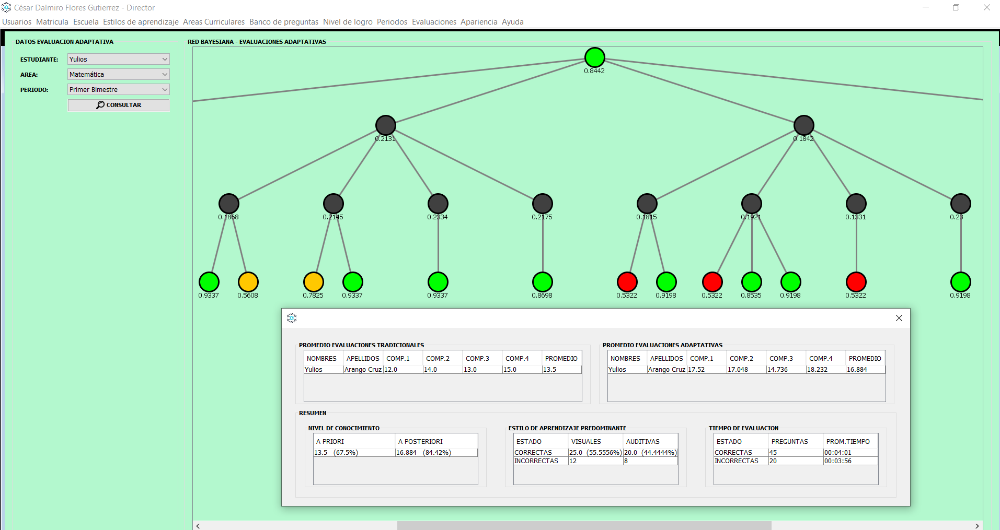 César Dalmiro Flores Gutierrez - Director
Usuarios Matricula Escuela Estilos de aprendizaje Areas Curriculares Banco de preguntas Nivel de logro Periodos Evaluaciones Apariencia Ayuda
DATOS EVALUACION ADAPTATIVA
ESTUDIANTE: Yulios
AREA: Matemática
PERIODO: Primer Bimestre
CONSULTAR
RED BAYESIANA - EVALUACIONES ADAPTATIVAS
0.8442
0.2131 0.1842
0.1868 0.2145 0.2334 0.2175 0.1815 0.1921 0.1331 0.23
0.9337 0.5608 0.7825 0.9337 0.9337 0.8698 0.5322 0.9198 0.5322 0.8535 0.9198 0.5322 0.9198
PROMEDIO EVALUACIONES TRADICIONALES
NOMBRES APELLIDOS COMP.1 COMP.2 COMP.3 COMP.4 PROMEDIO
Yulios Arango Cruz 12.0 14.0 13.0 15.0 13.5
PROMEDIO EVALUACIONES ADAPTATIVAS
NOMBRES APELLIDOS COMP.1 COMP.2 COMP.3 COMP.4 PROMEDIO
Yulios Arango Cruz 17.52 17.048 14.736 18.232 16.884
RESUMEN
NIVEL DE CONOCIMIENTO
A PRIORI A POSTERIORI
13.5 (67.5%) 16.884 (84.42%)
ESTILO DE APRENDIZAJE PREDOMINANTE
ESTADO VISUALES AUDITIVAS
CORRECTAS 25.0 (55.5556%) 20.0 (44.4444%)
INCORRECTAS 12 8
TIEMPO DE EVALUACION
ESTADO PREGUNTAS PROM.TIEMPO
CORRECTAS 45 00:04:01
INCORRECTAS 20 00:03:56